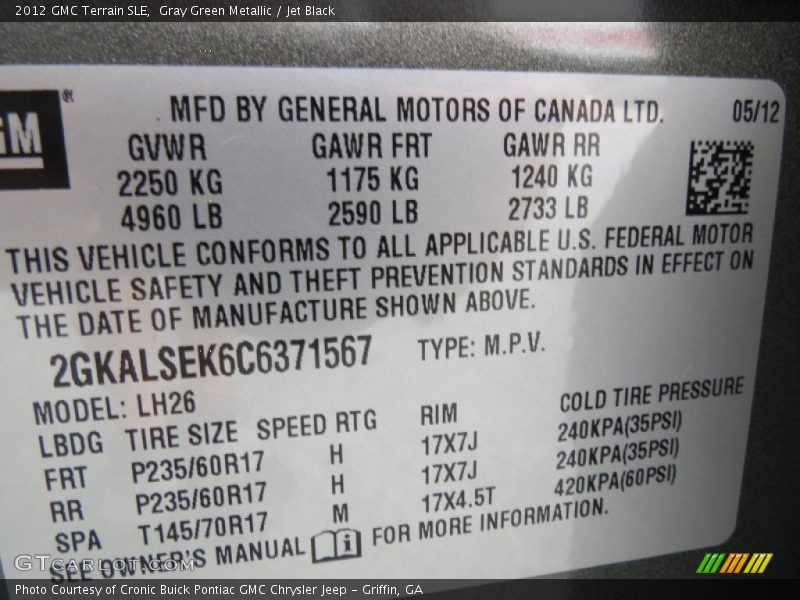 2012 GMC Terrain SLE,  Gray Green Metallic / Jet Black
GM®
MFD BY GENERAL MOTORS OF CANADA LTD. 05/12
GVWR GAWR FRT GAWR RR
2250 KG 1175 KG 1240 KG
4960 LB 2590 LB 2733 LB
THIS VEHICLE CONFORMS TO ALL APPLICABLE U.S. FEDERAL MOTOR
VEHICLE SAFETY AND THEFT PREVENTION STANDARDS IN EFFECT ON
THE DATE OF MANUFACTURE SHOWN ABOVE.
2GKALSEK6C6371567 TYPE: M.P.V.
MODEL: LH26
LBDG TIRE SIZE SPEED RTG RIM COLD TIRE PRESSURE
FRT P235/60R17 H 17X7J 240KPA(35PSI)
RR P235/60R17 H 17X7J 240KPA(35PSI)
SPA T145/70R17 M 17X4.5T 420KPA(60PSI)
SEE OWNER'S MANUAL FOR MORE INFORMATION.
GTCARLOT.COM
Photo Courtesy of Cronic Buick Pontiac GMC Chrysler Jeep – Griffin, GA